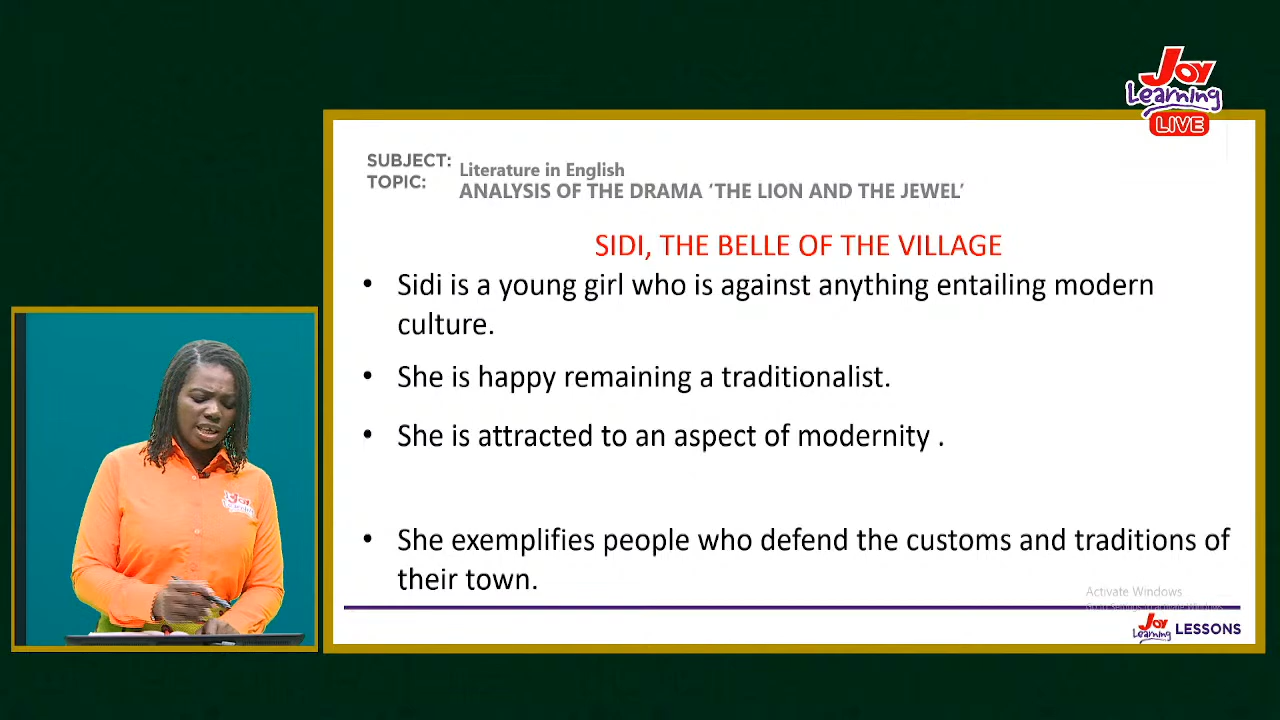 Joy
Learning
LIVE
SUBJECT: Literature in English
TOPIC: ANALYSIS OF THE DRAMA ‘THE LION AND THE JEWEL’
SIDI, THE BELLE OF THE VILLAGE
• Sidi is a young girl who is against anything entailing modern
culture.
• She is happy remaining a traditionalist.
• She is attracted to an aspect of modernity .
• She exemplifies people who defend the customs and traditions of
their town.
Activate Windows
Joy
Learning LESSONS